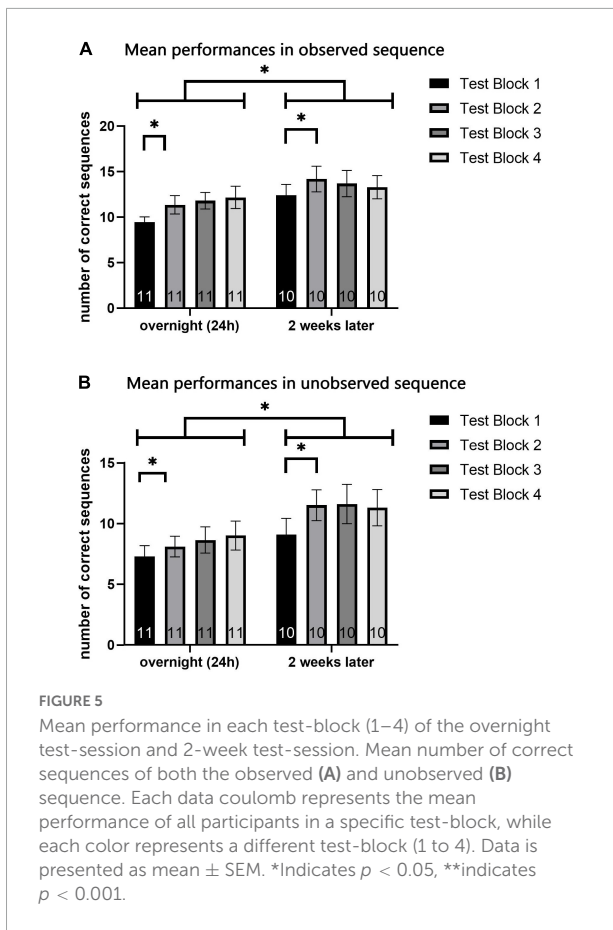 A Mean performances in observed sequence
*
Test Block 1
Test Block 2
Test Block 3
Test Block 4
* *
20
15
10
5
0
number of correct sequences
11 11 11 11 10 10 10 10
overnight (24h) 2 weeks later
B Mean performances in unobserved sequence
*
Test Block 1
Test Block 2
Test Block 3
Test Block 4
* *
15
10
5
0
number of correct sequences
11 11 11 11 10 10 10 10
overnight (24h) 2 weeks later
FIGURE 5
Mean performance in each test-block (1–4) of the overnight
test-session and 2-week test-session. Mean number of correct
sequences of both the observed (A) and unobserved (B)
sequence. Each data coulomb represents the mean
performance of all participants in a specific test-block, while
each color represents a different test-block (1 to 4). Data is
presented as mean ± SEM. *Indicates p < 0.05, **indicates
p < 0.001.